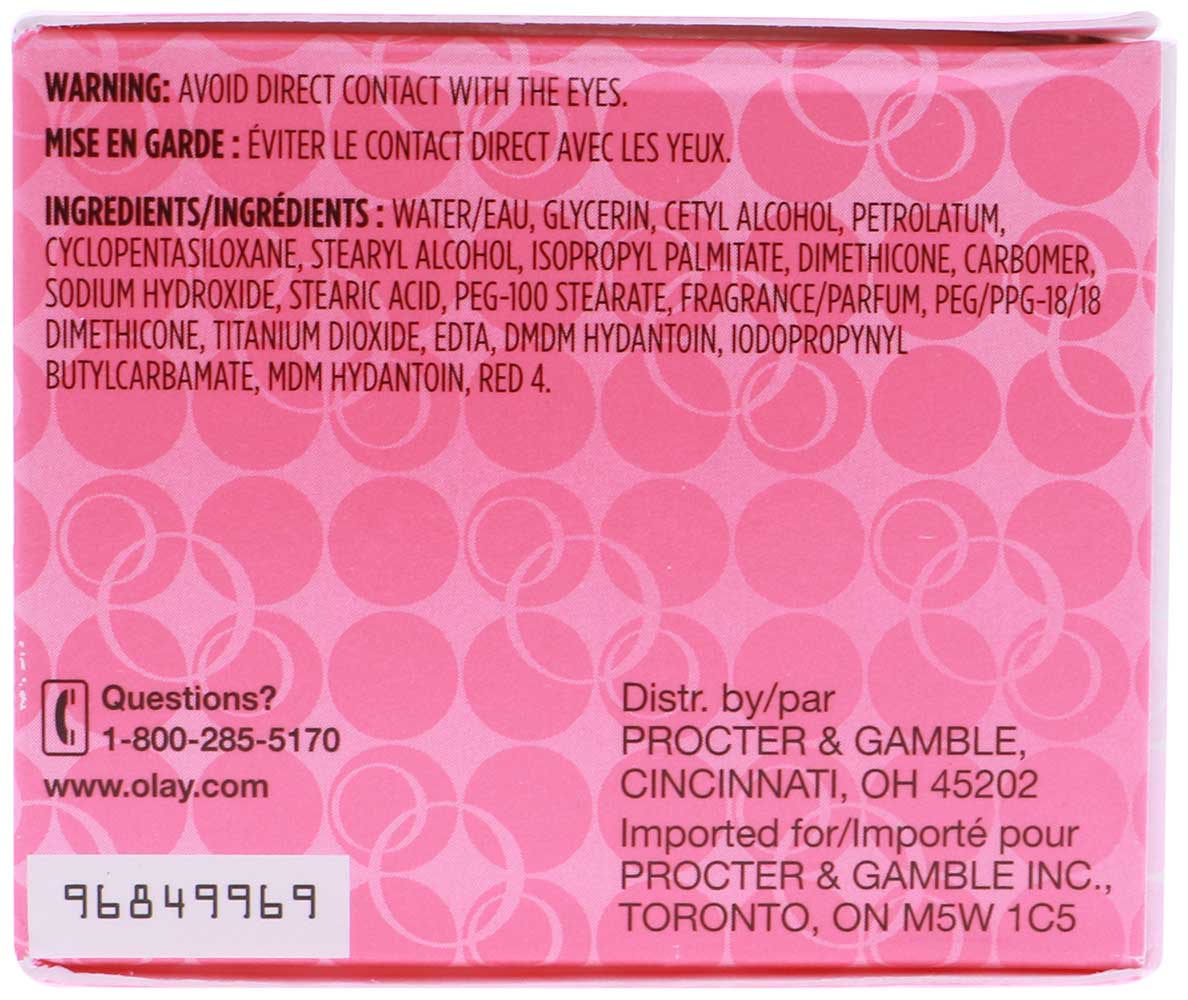 WARNING: AVOID DIRECT CONTACT WITH THE EYES.
MISE EN GARDE : ÉVITER LE CONTACT DIRECT AVEC LES YEUX.
INGREDIENTS/INGRÉDIENTS : WATER/EAU, GLYCERIN, CETYL ALCOHOL, PETROLATUM,
CYCLOPENTASILOXANE, STEARYL ALCOHOL, ISOPROPYL PALMITATE, DIMETHICONE, CARBOMER,
SODIUM HYDROXIDE, STEARIC ACID, PEG-100 STEARATE, FRAGRANCE/PARFUM, PEG/PPG-18/18
DIMETHICONE, TITANIUM DIOXIDE, EDTA, DMDM HYDANTOIN, IODOPROPYNYL
BUTYLCARBAMATE, MDM HYDANTOIN, RED 4.
Questions?
1-800-285-5170
www.olay.com
96849969
Distr. by/par
PROCTER & GAMBLE,
CINCINNATI, OH 45202
Imported for/Importé pour
PROCTER & GAMBLE INC.,
TORONTO, ON M5W 1C5